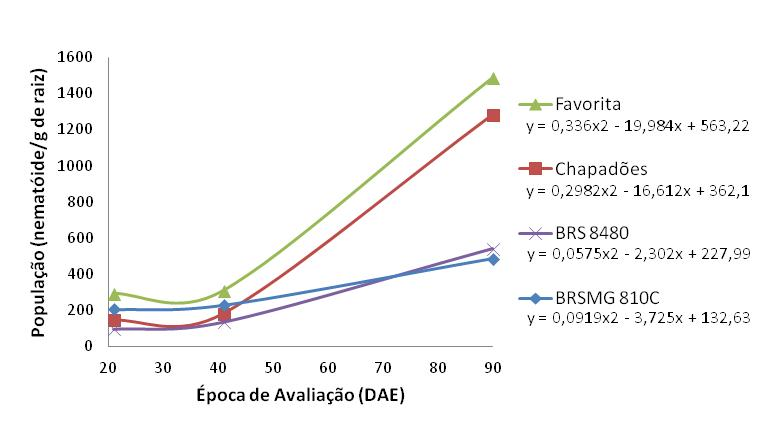 População (nematóide/g de raiz)
1600
1400
1200
1000
800
600
400
200
0
20 30 40 50 60 70 80 90
Época de Avaliação (DAE)
Favorita
y = 0,336x2 - 19,984x + 563,22
Chapadões
y = 0,2982x2 - 16,612x + 362,1
BRS 8480
y = 0,0575x2 - 2,302x + 227,99
BRSMG 810C
y = 0,0919x2 - 3,725x + 132,63